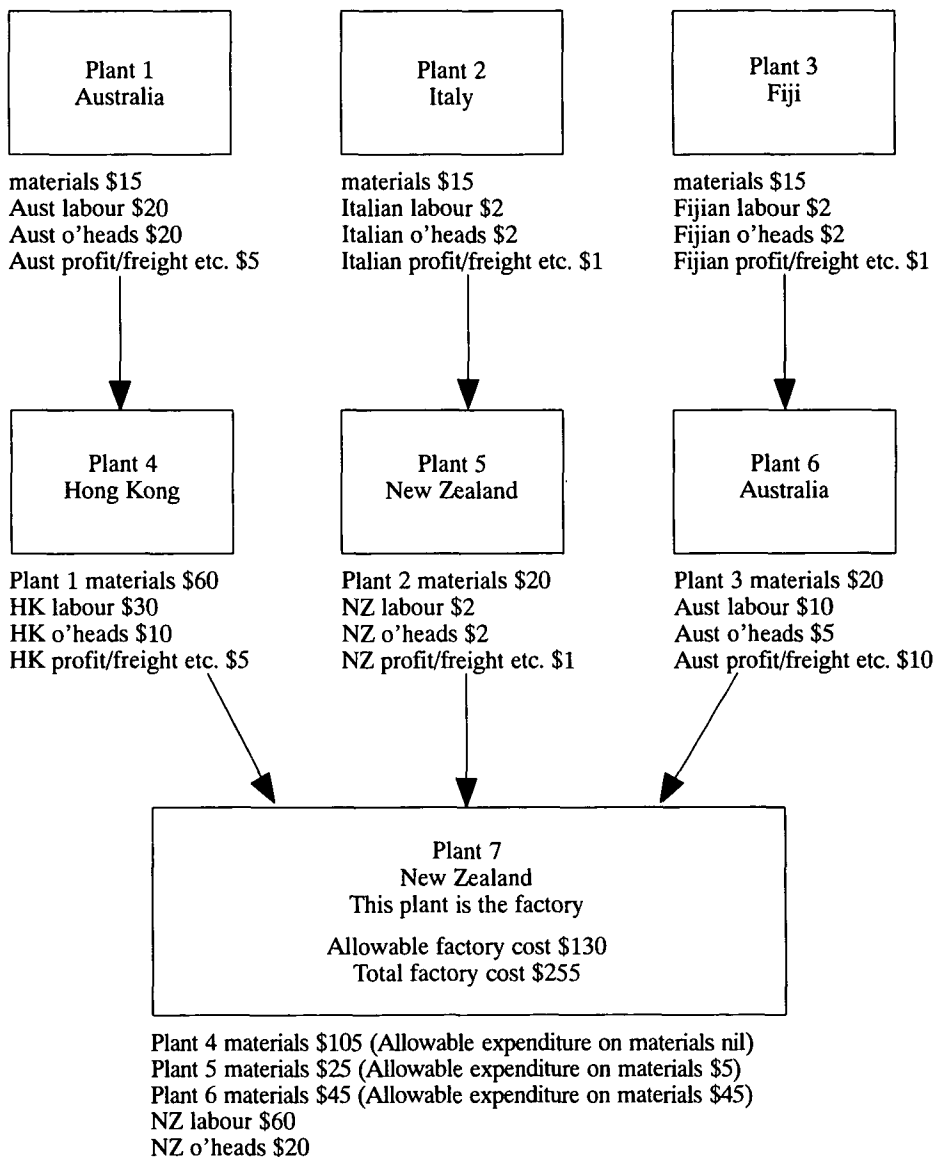 Plant 1
Australia
materials $15
Aust labour $20
Aust o'heads $20
Aust profit/freight etc. $5
Plant 2
Italy
materials $15
Italian labour $2
Italian o'heads $2
Italian profit/freight etc. $1
Plant 3
Fiji
materials $15
Fijian labour $2
Fijian o'heads $2
Fijian profit/freight etc. $1
Plant 4
Hong Kong
Plant 1 materials $60
HK labour $30
HK o'heads $10
HK profit/freight etc. $5
Plant 5
New Zealand
Plant 2 materials $20
NZ labour $2
NZ o'heads $2
NZ profit/freight etc. $1
Plant 6
Australia
Plant 3 materials $20
Aust labour $10
Aust o'heads $5
Aust profit/freight etc. $10
Plant 7
New Zealand
This plant is the factory
Allowable factory cost $130
Total factory cost $255
Plant 4 materials $105 (Allowable expenditure on materials nil)
Plant 5 materials $25 (Allowable expenditure on materials $5)
Plant 6 materials $45 (Allowable expenditure on materials $45)
NZ labour $60
NZ o'heads $20